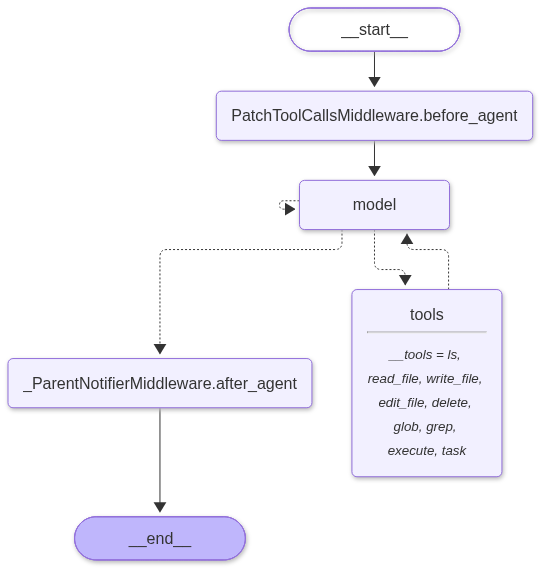 __start__
PatchToolCallsMiddleware.before_agent
model
tools
__tools = ls,
read_file, write_file,
edit_file, delete,
glob, grep,
execute, task
_ParentNotifierMiddleware.after_agent
__end__